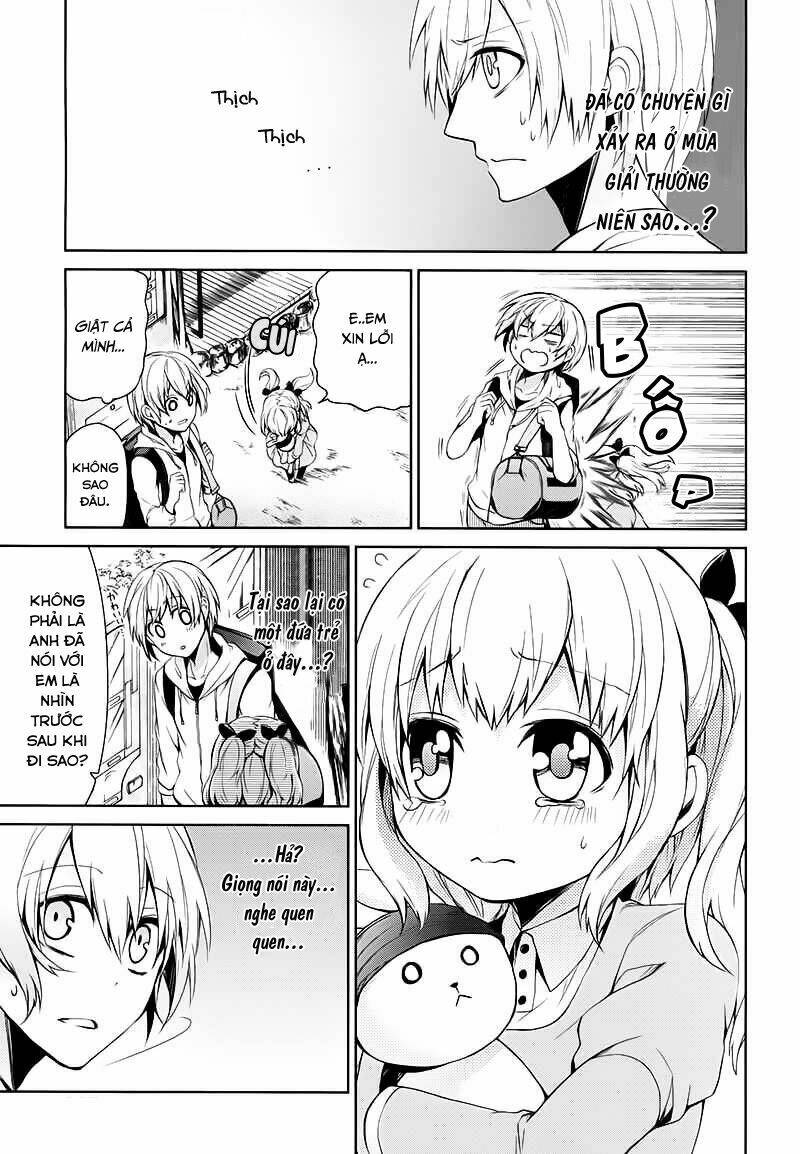 Thịch
Thịch
...
ĐÃ CÓ CHUYỆN GÌ
XẢY RA Ở MÙA
GIẢI THƯỜNG
NIÊN SAO...?
BỐP
E..EM
XIN LỖI
Ạ...
CÚI
GIẬT CẢ
MÌNH...
KHÔNG
SAO
ĐÂU.
Tại sao lại có
một đứa trẻ
ở đây...?
KHÔNG
PHẢI LÀ
ANH ĐÃ
NÓI VỚI
EM LÀ
NHÌN
TRƯỚC
SAU KHI
ĐI SAO?
...Hả?
Giọng nói này...
nghe quen
quen...